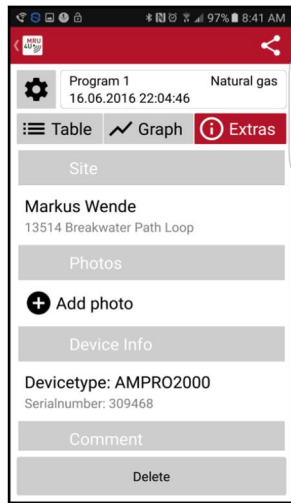 97% 8:41 AM
MRU
4U
Program 1 Natural gas
16.06.2016 22:04:46
Table Graph Extras
Site
Markus Wende
13514 Breakwater Path Loop
Photos
Add photo
Device Info
Devicetype: AMPRO2000
Serialnumber: 309468
Comment
Delete